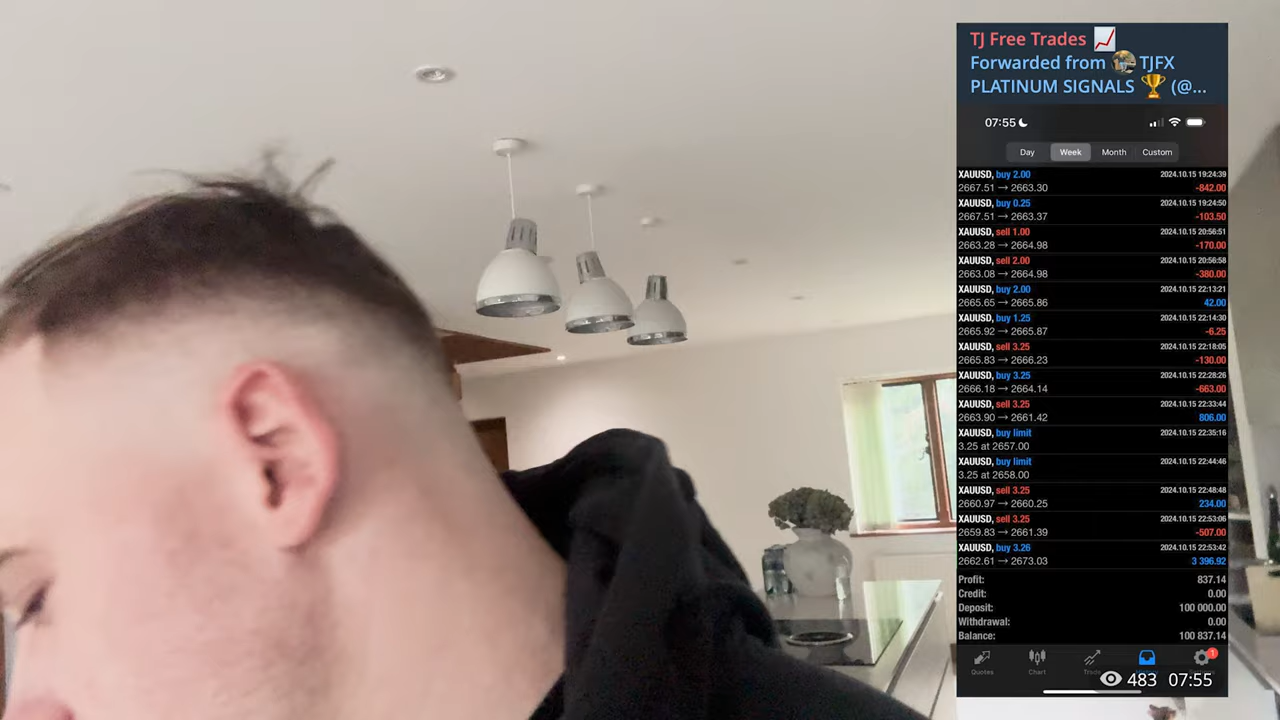 TJ Free Trades 📈
Forwarded from TJFX
PLATINUM SIGNALS 🏆 (@...
07:55
Day Week Month Custom
XAUUSD, buy 2.00 2024.10.15 19:24:39
2667.51 → 2663.30 -842.00
XAUUSD, buy 0.25 2024.10.15 19:24:50
2667.51 → 2663.37 -103.50
XAUUSD, sell 1.00 2024.10.15 20:56:51
2663.28 → 2664.98 -170.00
XAUUSD, sell 2.00 2024.10.15 20:56:58
2663.08 → 2664.98 -380.00
XAUUSD, buy 2.00 2024.10.15 22:13:21
2665.65 → 2665.86 42.00
XAUUSD, buy 1.25 2024.10.15 22:14:30
2665.92 → 2665.87 -6.25
XAUUSD, sell 3.25 2024.10.15 22:18:05
2665.83 → 2666.23 -130.00
XAUUSD, buy 3.25 2024.10.15 22:28:26
2666.18 → 2664.14 -663.00
XAUUSD, sell 3.25 2024.10.15 22:33:44
2663.90 → 2661.42 806.00
XAUUSD, buy limit 2024.10.15 22:35:16
3.25 at 2657.00
XAUUSD, buy limit 2024.10.15 22:44:46
3.25 at 2658.00
XAUUSD, sell 3.25 2024.10.15 22:48:48
2660.97 → 2660.25 234.00
XAUUSD, sell 3.25 2024.10.15 22:53:06
2659.83 → 2661.39 -507.00
XAUUSD, buy 3.26 2024.10.15 22:53:42
2662.61 → 2673.03 3 396.92
Profit: 837.14
Credit: 0.00
Deposit: 100 000.00
Withdrawal: 0.00
Balance: 100 837.14
1
Quotes Chart
483 07:55